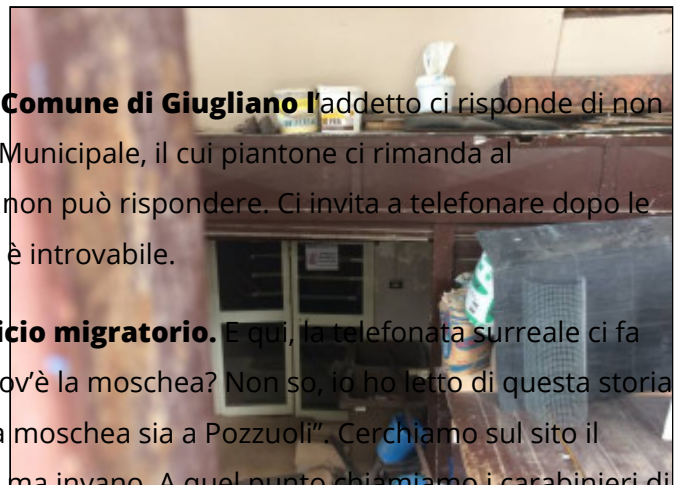 Comune di Giugliano l’addetto ci risponde di non
Municipale, il cui piantone ci rimanda al
non può rispondere. Ci invita a telefonare dopo le
è introvabile.
icio migratorio. E qui, la telefonata surreale ci fa
ov’è la moschea? Non so, io ho letto di questa storia
a moschea sia a Pozzuoli”. Cerchiamo sul sito il
ma invano. A quel punto chiamiamo i carabinieri di